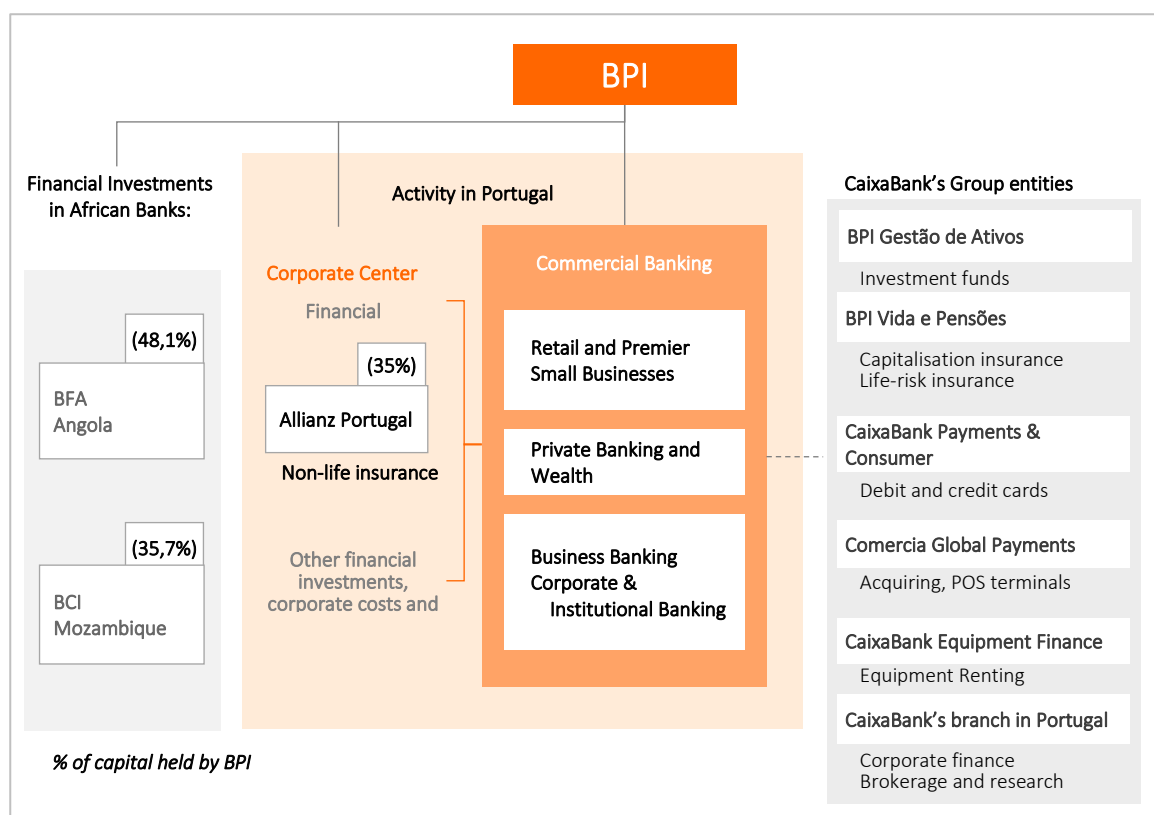 BPI
Financial Investments
in African Banks:
(48,1%)
BFA
Angola
(35,7%)
BCI
Mozambique
% of capital held by BPI
Activity in Portugal
Corporate Center
Financial
(35%)
Allianz Portugal
Non-life insurance
Other financial
investments,
corporate costs and
Commercial Banking
Retail and Premier
Small Businesses
Private Banking and
Wealth
Business Banking
Corporate &
Institutional Banking
CaixaBank’s Group entities
BPI Gestão de Ativos
Investment funds
BPI Vida e Pensões
Capitalisation insurance
Life-risk insurance
CaixaBank Payments &
Consumer
Debit and credit cards
Comercia Global Payments
Acquiring, POS terminals
CaixaBank Equipment Finance
Equipment Renting
CaixaBank’s branch in Portugal
Corporate finance
Brokerage and research